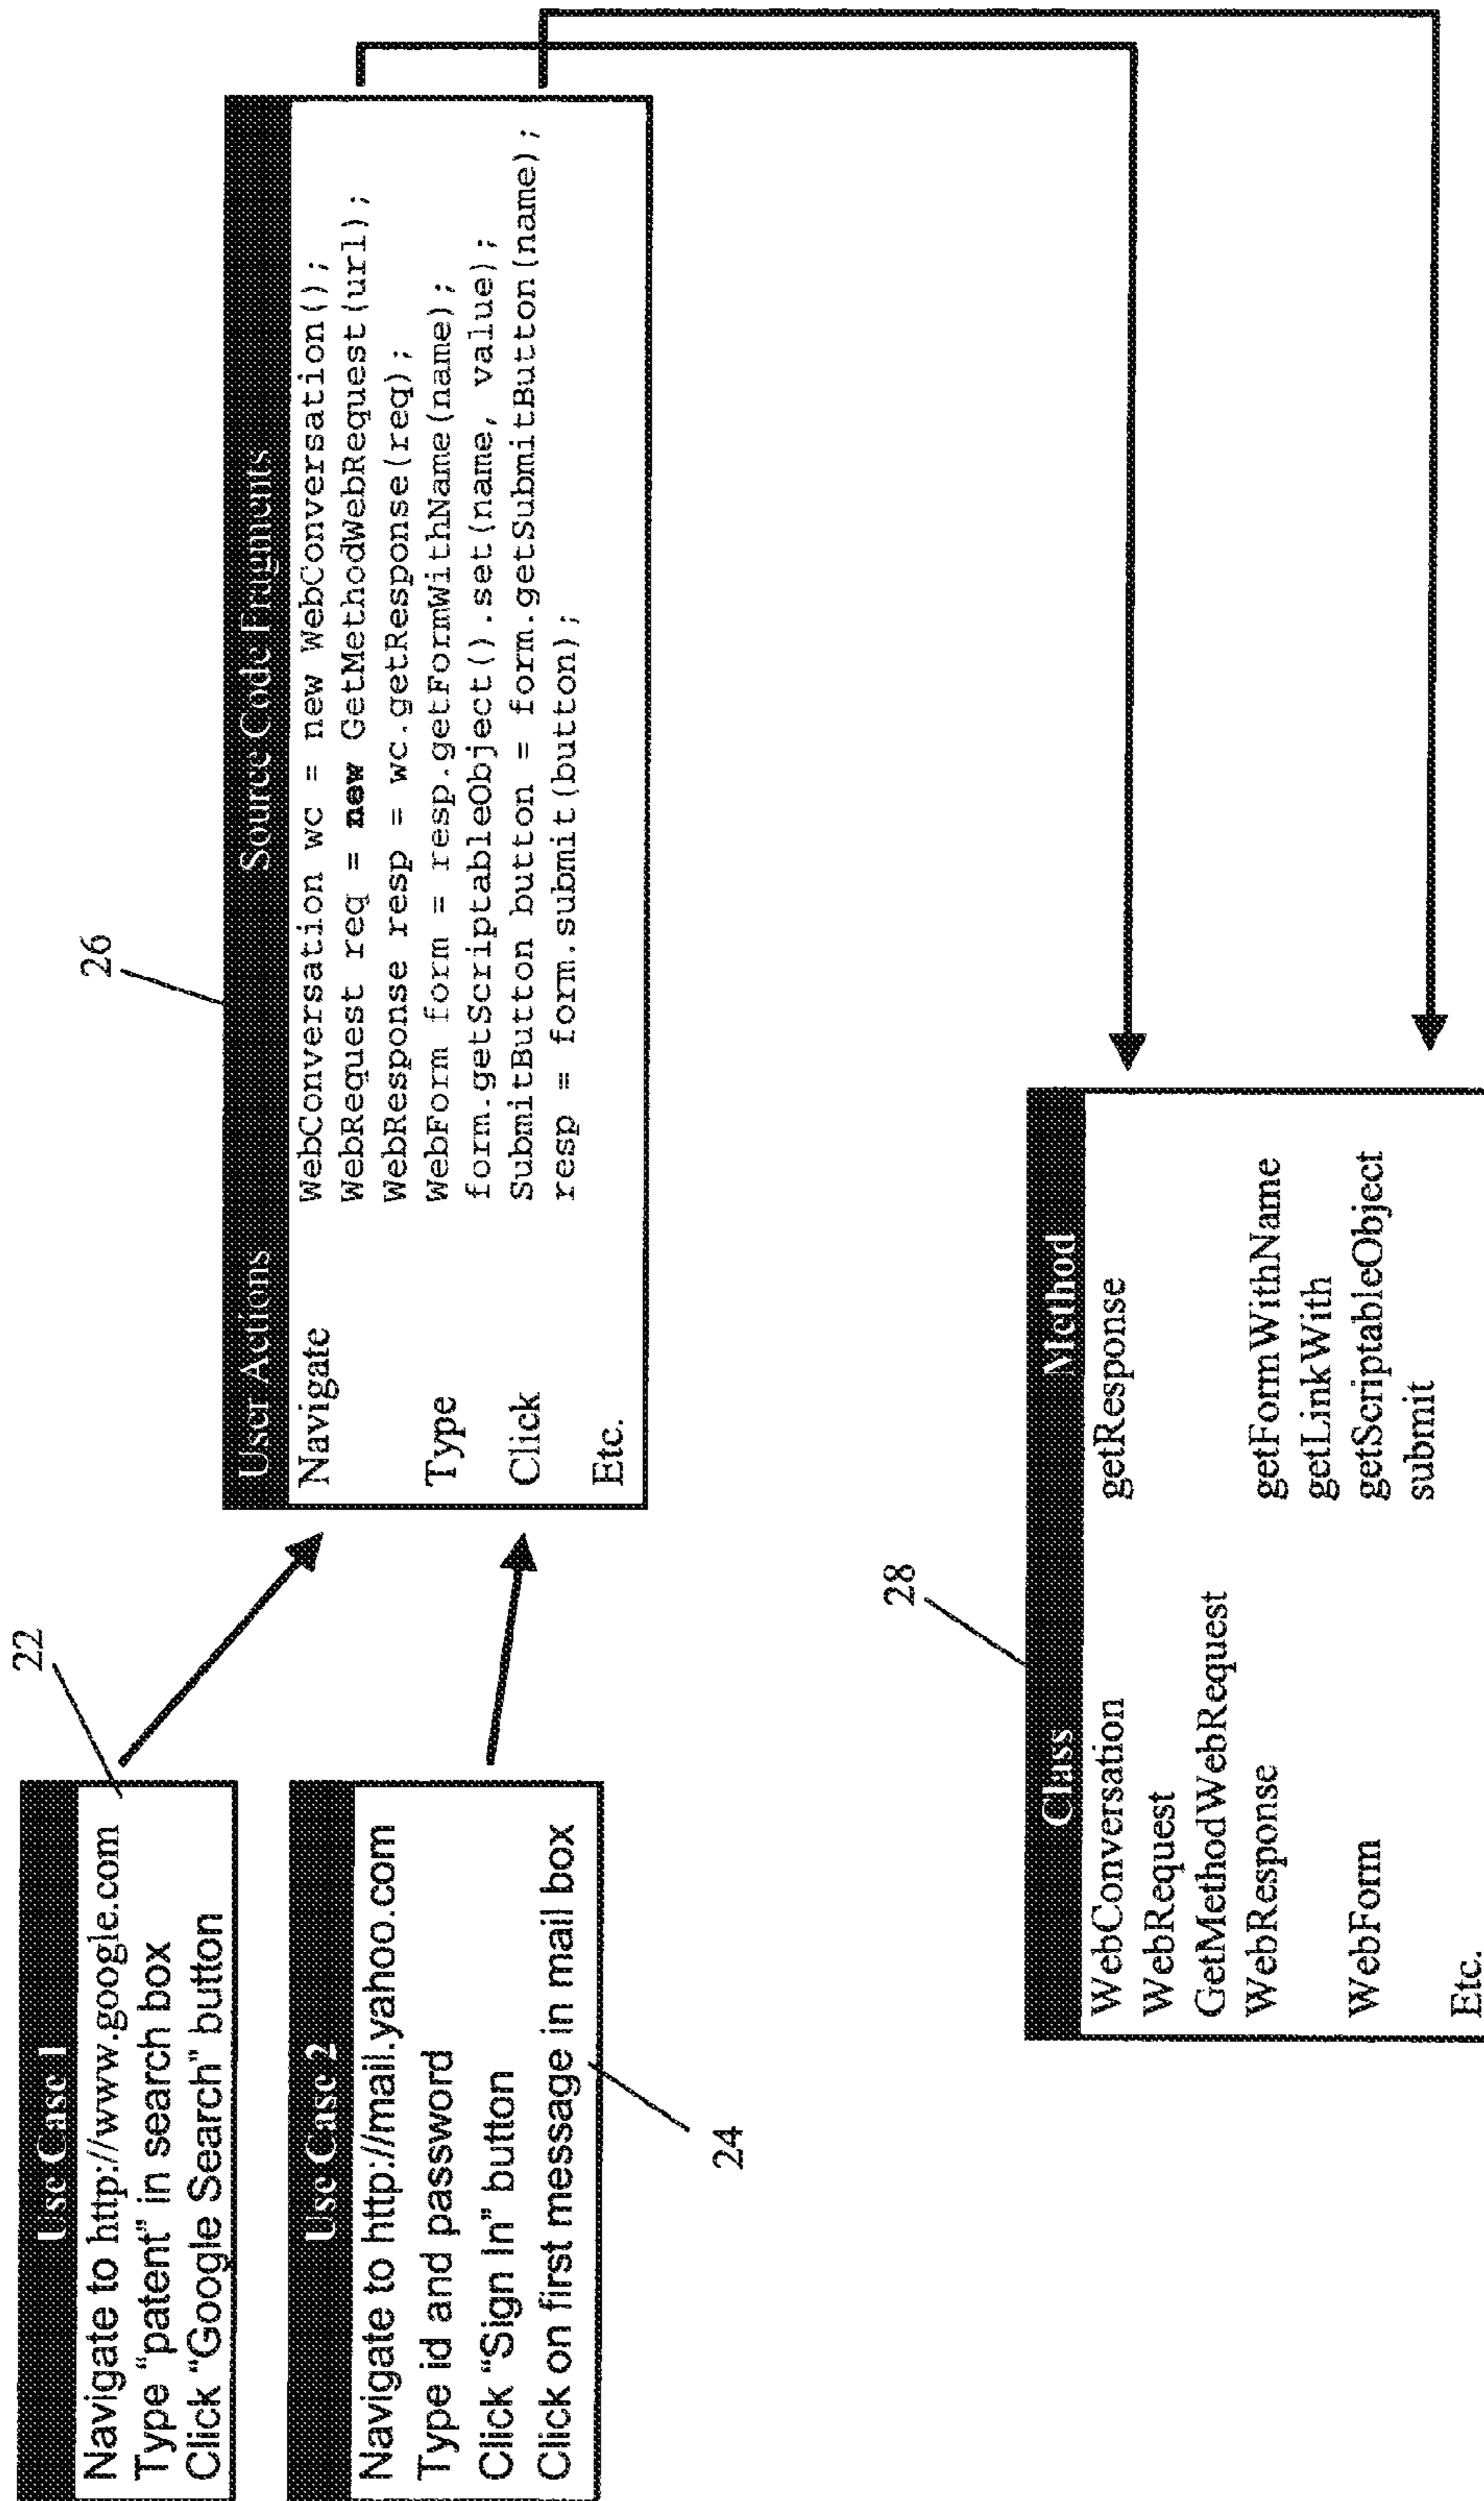 22
Use Case 1
Navigate to http://www.google.com
Type “patent” in search box
Click “Google Search” button
Use Case 2
Navigate to http://mail.yahoo.com
Type id and password
Click “Sign In” button
Click on first message in mail box
24
26
User Actions Source Code Fragments
Navigate WebConversation wc = new WebConversation();
WebRequest req = new GetMethodWebRequest(url);
WebResponse resp = wc.getResponse(req);
Type WebForm form = resp.getFormWithName(name);
form.getScriptableObject().set(name, value);
Click SubmitButton button = form.getSubmitButton(name);
resp = form.submit(button);
Etc.
28
Class Method
WebConversation getResponse
WebRequest
GetMethodWebRequest
WebResponse getFormWithName
getLinkWith
WebForm getScriptableObject
submit
Etc.